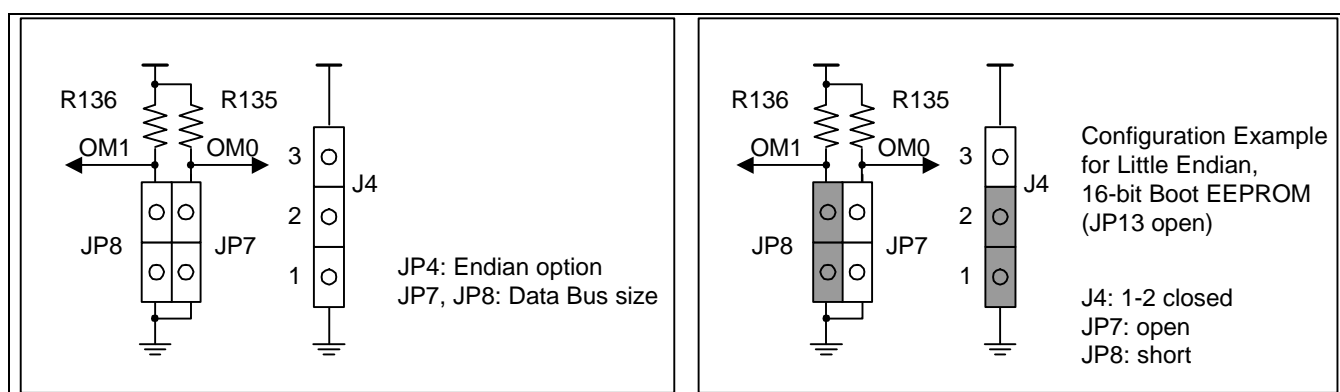 R136
R135
OM1
OM0
3
J4
2
JP8
JP7
1
JP4: Endian option
JP7, JP8: Data Bus size
R136
R135
OM1
OM0
3
J4
2
JP8
JP7
1
Configuration Example
for Little Endian,
16-bit Boot EEPROM
(JP13 open)
J4: 1-2 closed
JP7: open
JP8: short